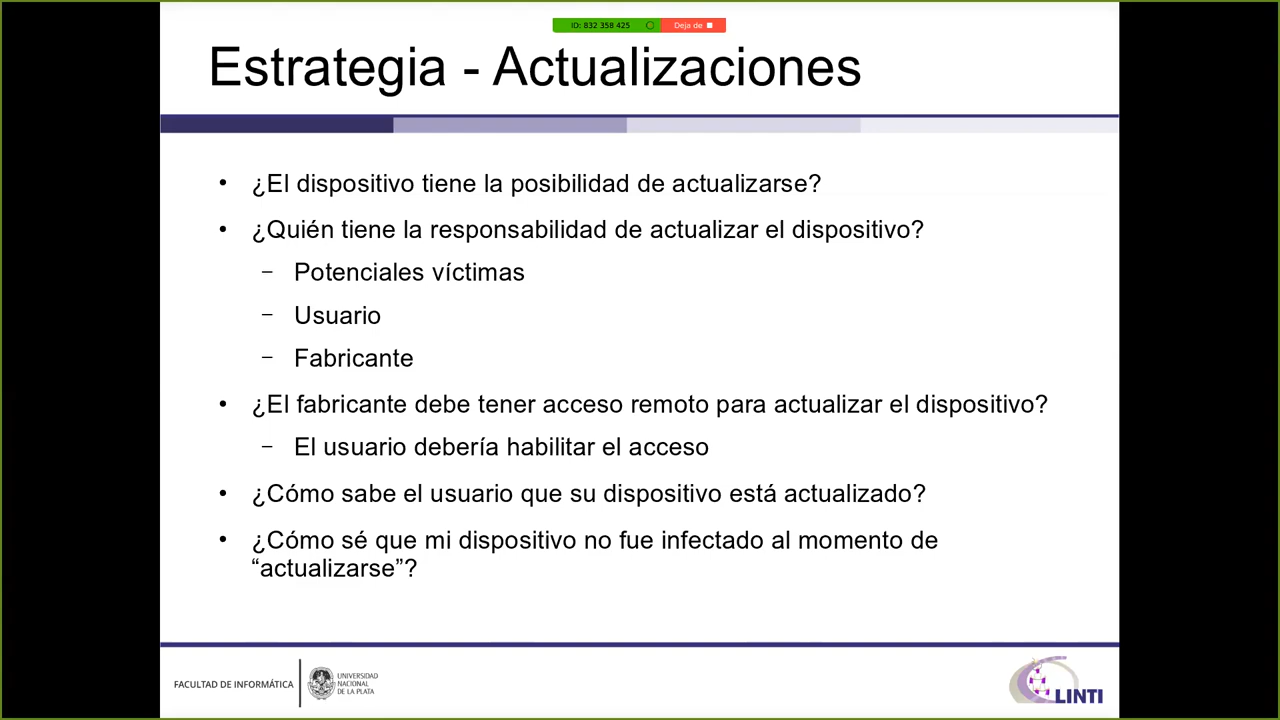 ID: 832 358 425
Deja de
Estrategia - Actualizaciones
• ¿El dispositivo tiene la posibilidad de actualizarse?
• ¿Quién tiene la responsabilidad de actualizar el dispositivo?
– Potenciales víctimas
– Usuario
– Fabricante
• ¿El fabricante debe tener acceso remoto para actualizar el dispositivo?
– El usuario debería habilitar el acceso
• ¿Cómo sabe el usuario que su dispositivo está actualizado?
• ¿Cómo sé que mi dispositivo no fue infectado al momento de
“actualizarse”?
FACULTAD DE INFORMÁTICA
UNIVERSIDAD
NACIONAL
DE LA PLATA
LINTI